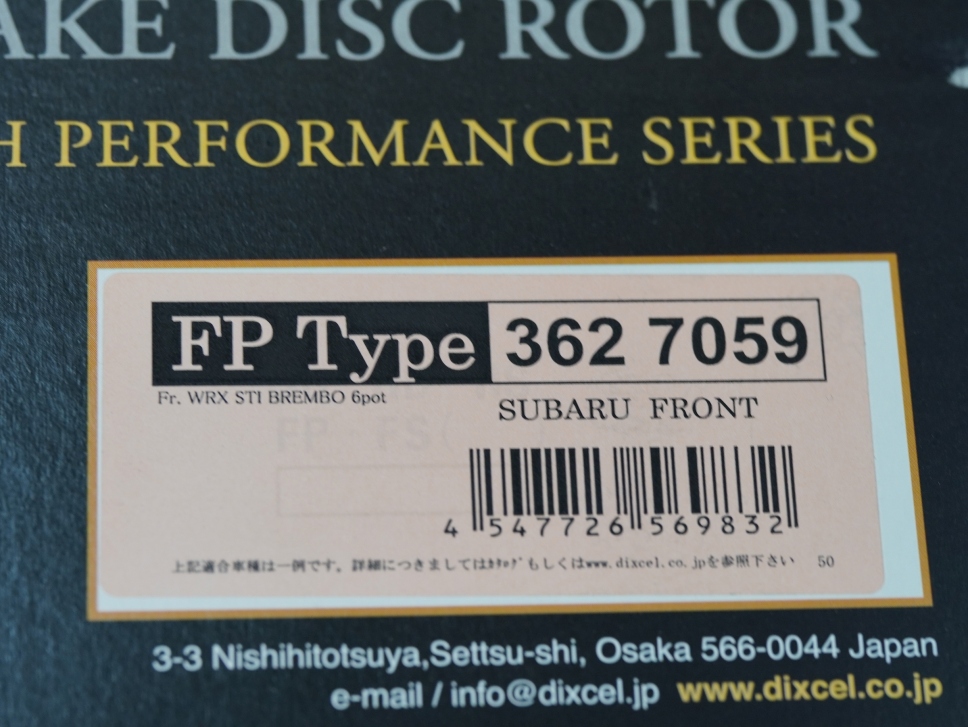 AKE DISC ROTOR
H PERFORMANCE SERIES
FP Type 362 7059
Fr. WRX STI BREMBO 6pot
SUBARU FRONT
FP・FS
4 547726 569832
上記適合車種は一例です。詳細につきましてはｶﾀﾛｸﾞもしくはwww.dixcel.co.jpを参照下さい 50
3-3 Nishihitotsuya,Settsu-shi, Osaka 566-0044 Japan
e-mail / info@dixcel.jp www.dixcel.co.jp